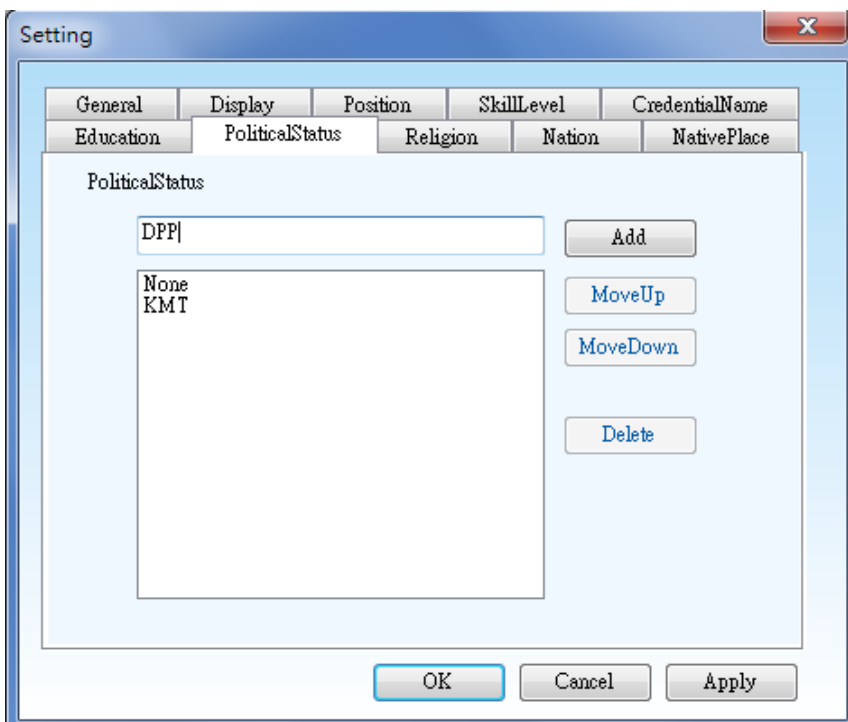 Setting
General Display Position SkillLevel CredentialName
Education PoliticalStatus Religion Nation NativePlace
PoliticalStatus
DPP
Add
None
KMT
MoveUp
MoveDown
Delete
OK Cancel Apply